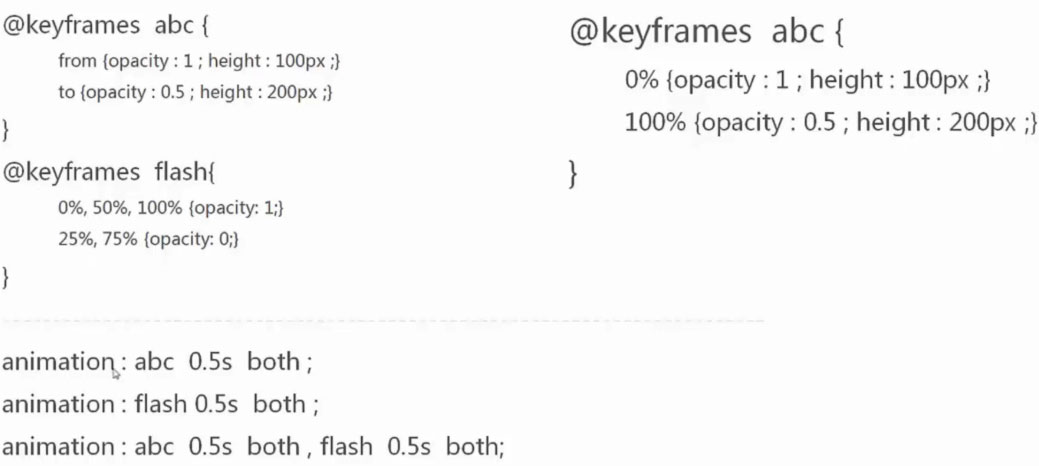 @keyframes abc {
from {opacity : 1 ; height : 100px ;}
to {opacity : 0.5 ; height : 200px ;}
}
@keyframes flash{
0%, 50%, 100% {opacity: 1;}
25%, 75% {opacity: 0;}
}
@keyframes abc {
0% {opacity : 1 ; height : 100px ;}
100% {opacity : 0.5 ; height : 200px ;}
}
animation : abc 0.5s both ;
animation : flash 0.5s both ;
animation : abc 0.5s both , flash 0.5s both;